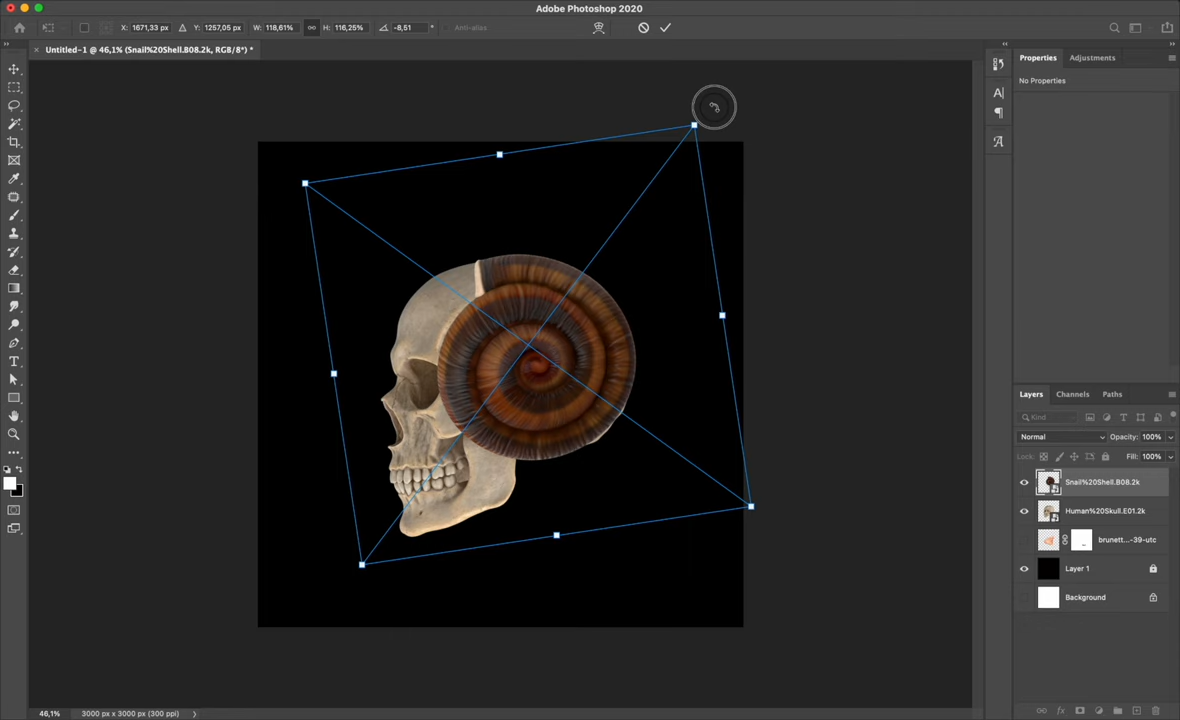 Adobe Photoshop 2020
X: 1671,33 px Y: 1257,05 px W: 118,61% H: 116,25% -8,51 ° Anti-alias
× Untitled-1 @ 46,1% (Snail%20Shell.B08.2k, RGB/8*) *
Properties Adjustments
No Properties
Layers Channels Paths
Kind
Normal Opacity: 100%
Lock: Fill: 100%
Snail%20Shell.B08.2k
Human%20Skull.E01.2k
brunett...-39-utc
Layer 1
Background
46,1% 3000 px x 3000 px (300 ppi)